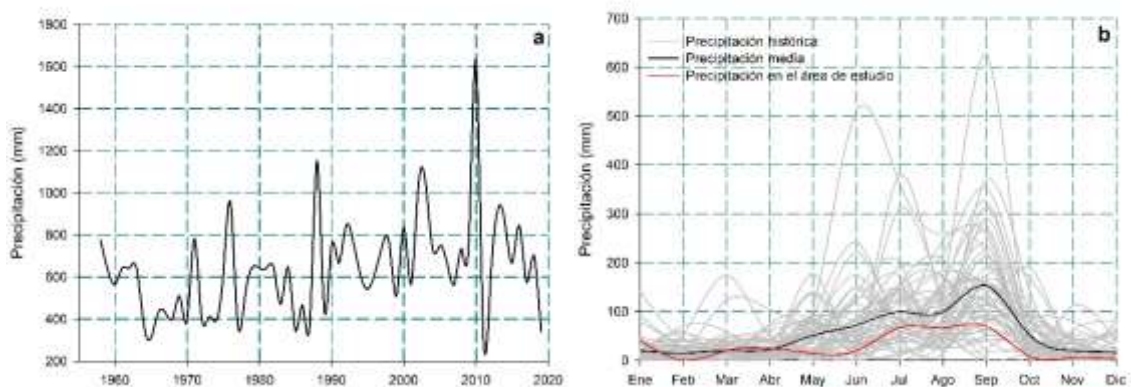 a
Precipitación (mm)
1800
1600
1400
1200
1000
800
600
400
200
1960 1970 1980 1990 2000 2010 2020
b
Precipitación histórica
Precipitación media
Precipitación en el área de estudio
Precipitación (mm)
700
600
500
400
300
200
100
0
Ene Feb Mar Abr May Jun Jul Ago Sep Oct Nov Dic